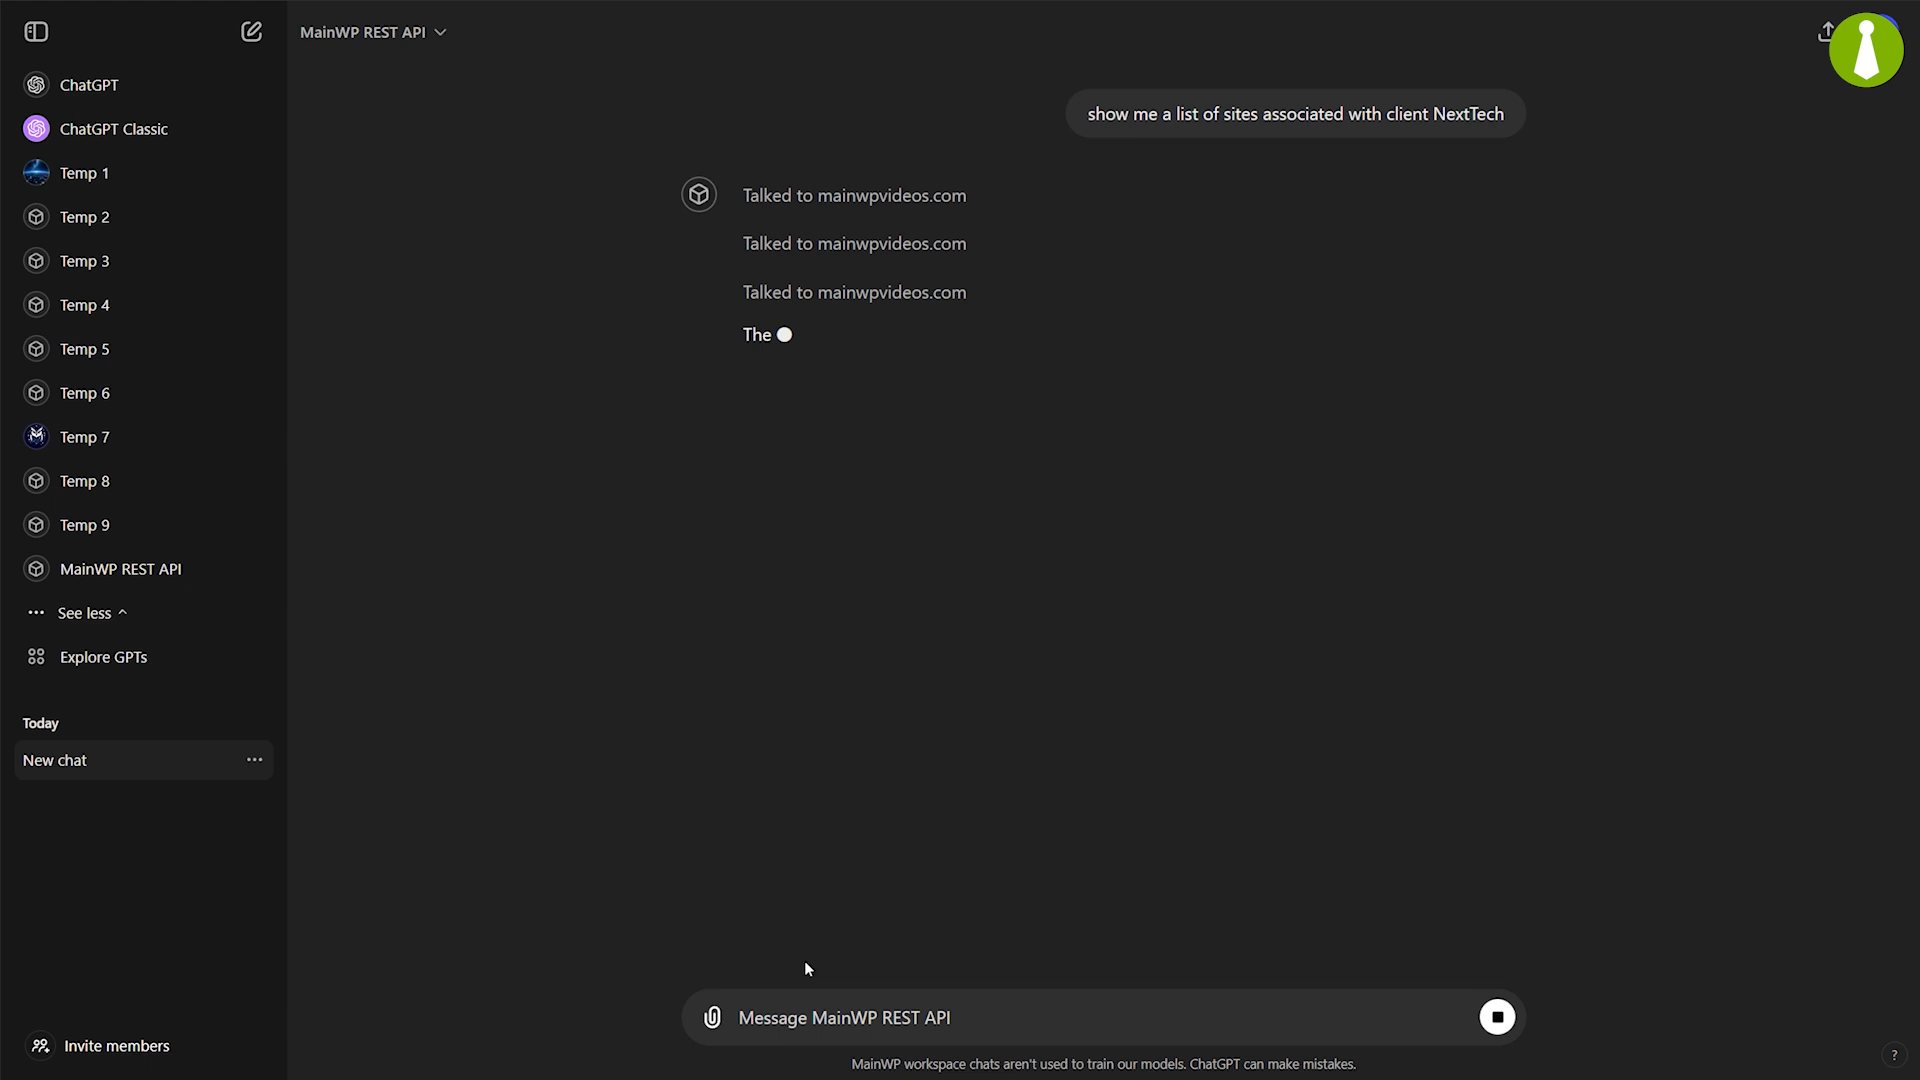 ChatGPT
ChatGPT Classic
Temp 1
Temp 2
Temp 3
Temp 4
Temp 5
Temp 6
Temp 7
Temp 8
Temp 9
MainWP REST API
See less
Explore GPTs
Today
New chat
Invite members
MainWP REST API
show me a list of sites associated with client NextTech
Talked to mainwpvideos.com
Talked to mainwpvideos.com
Talked to mainwpvideos.com
The
Message MainWP REST API
MainWP workspace chats aren't used to train our models. ChatGPT can make mistakes.
?